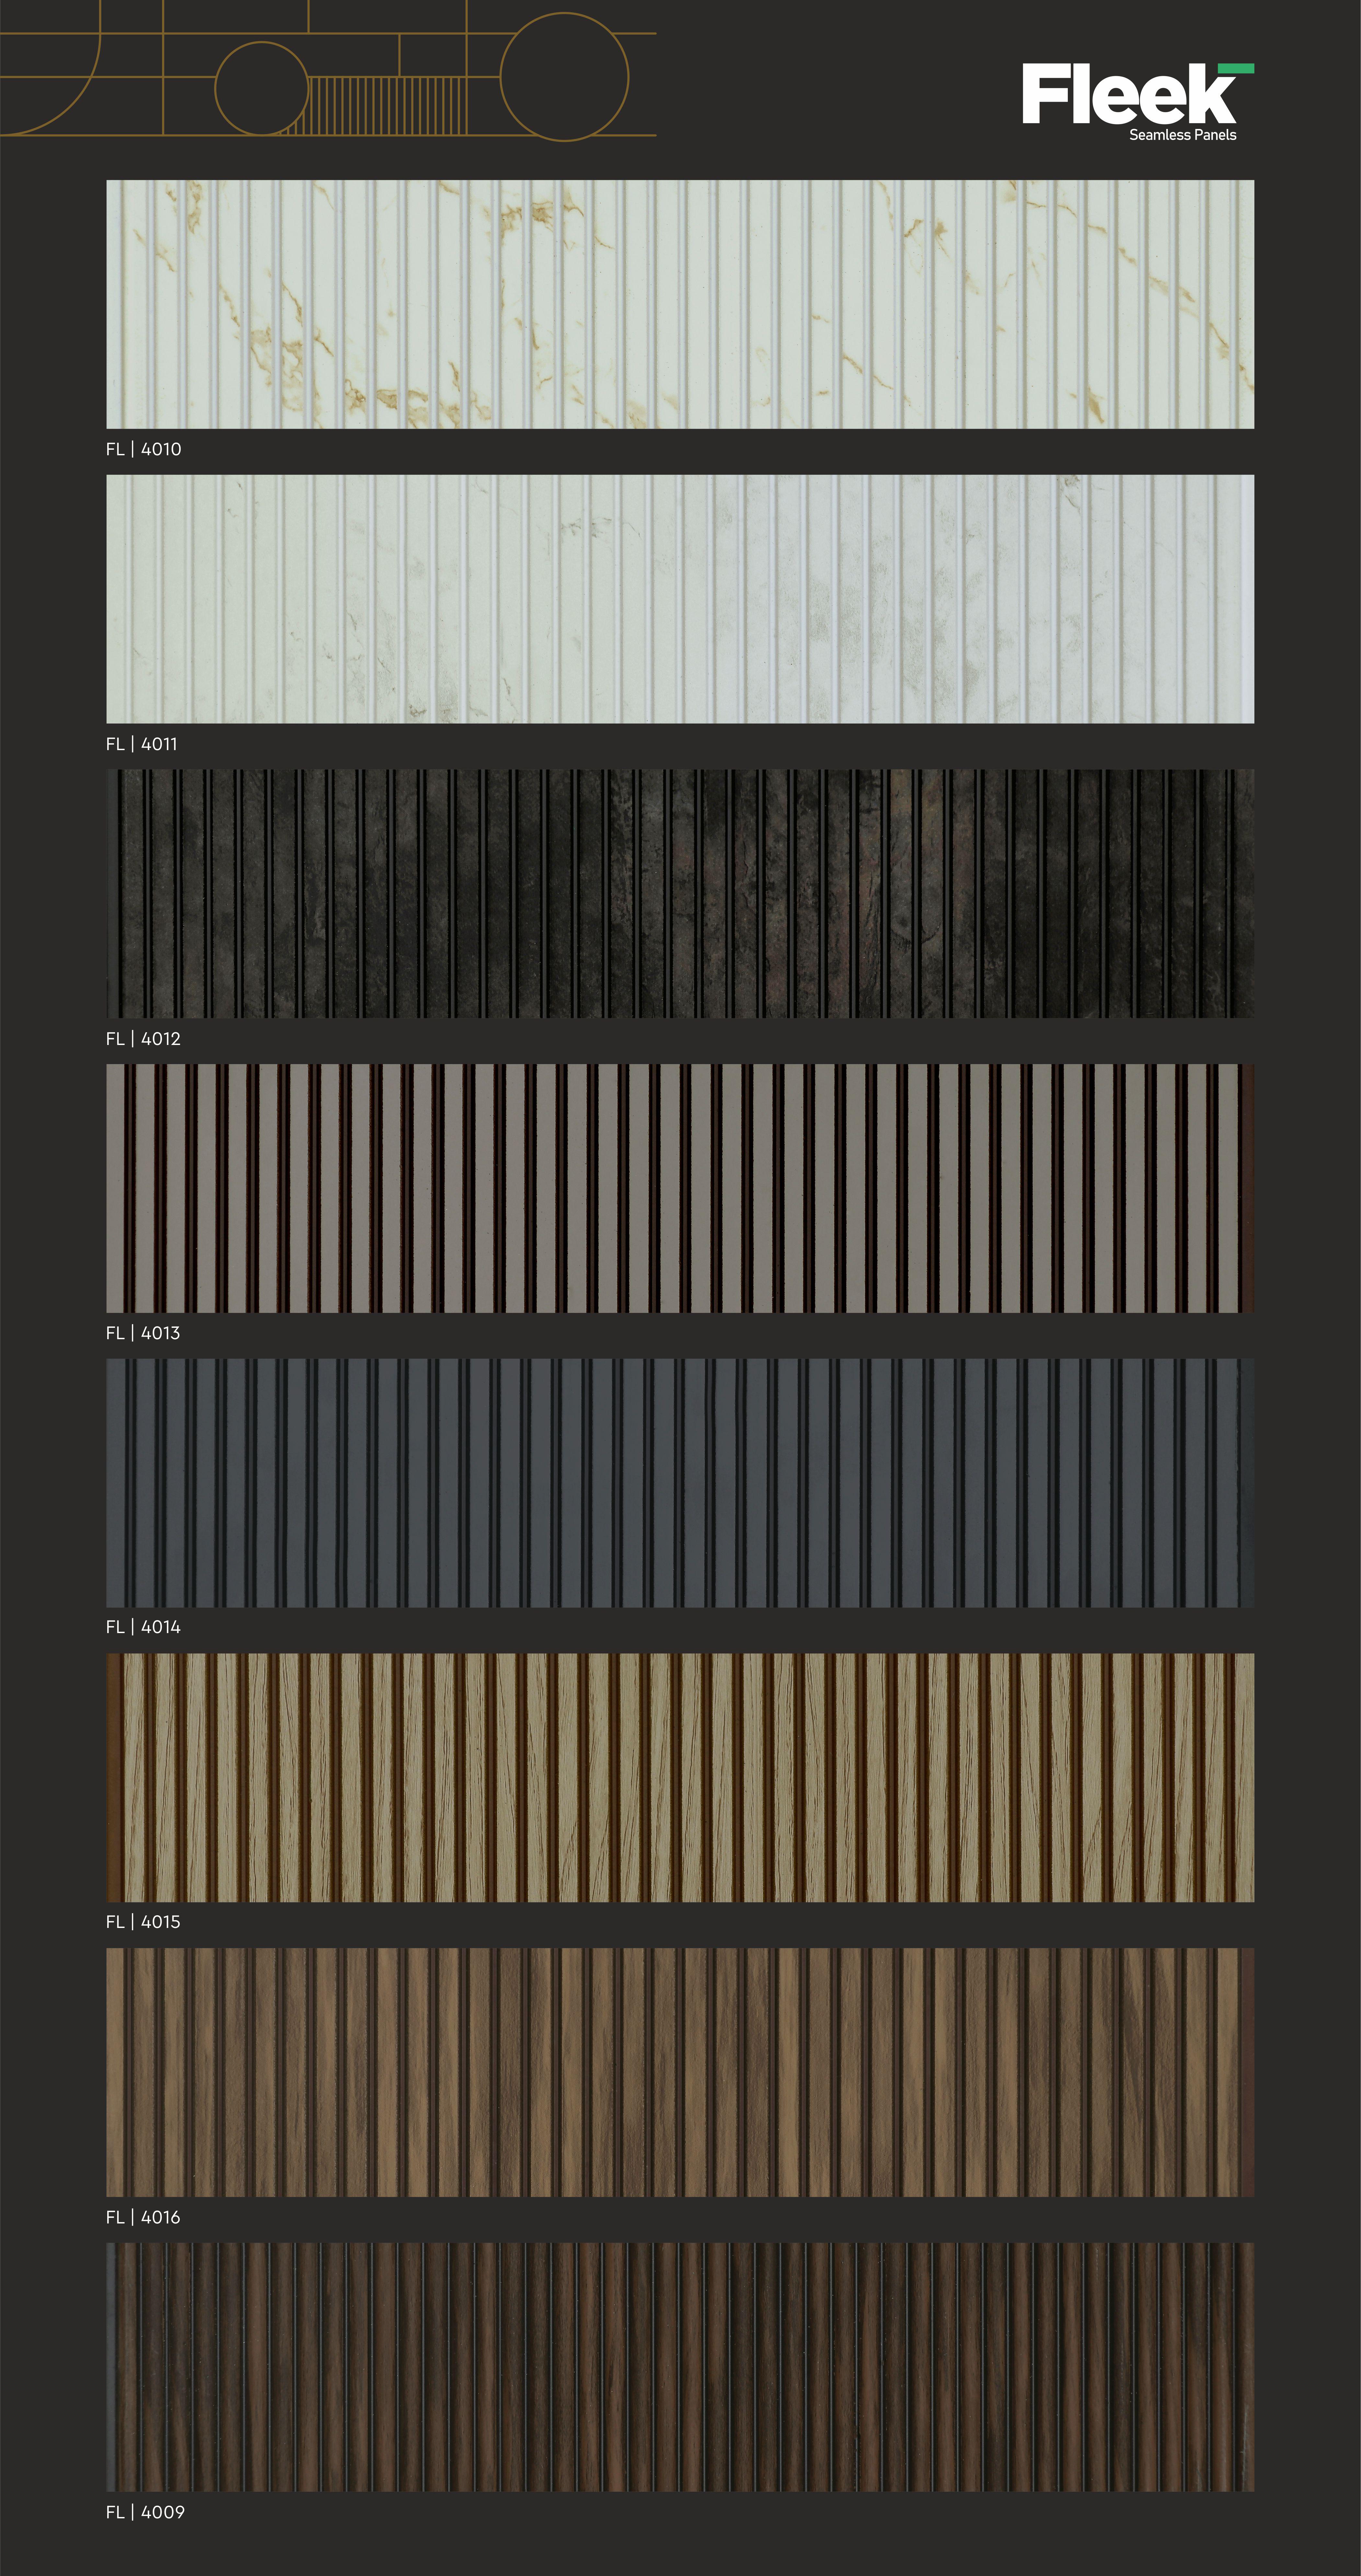 Fleek
Seamless Panels
FL | 4010
FL | 4011
FL | 4012
FL | 4013
FL | 4014
FL | 4015
FL | 4016
FL | 4009